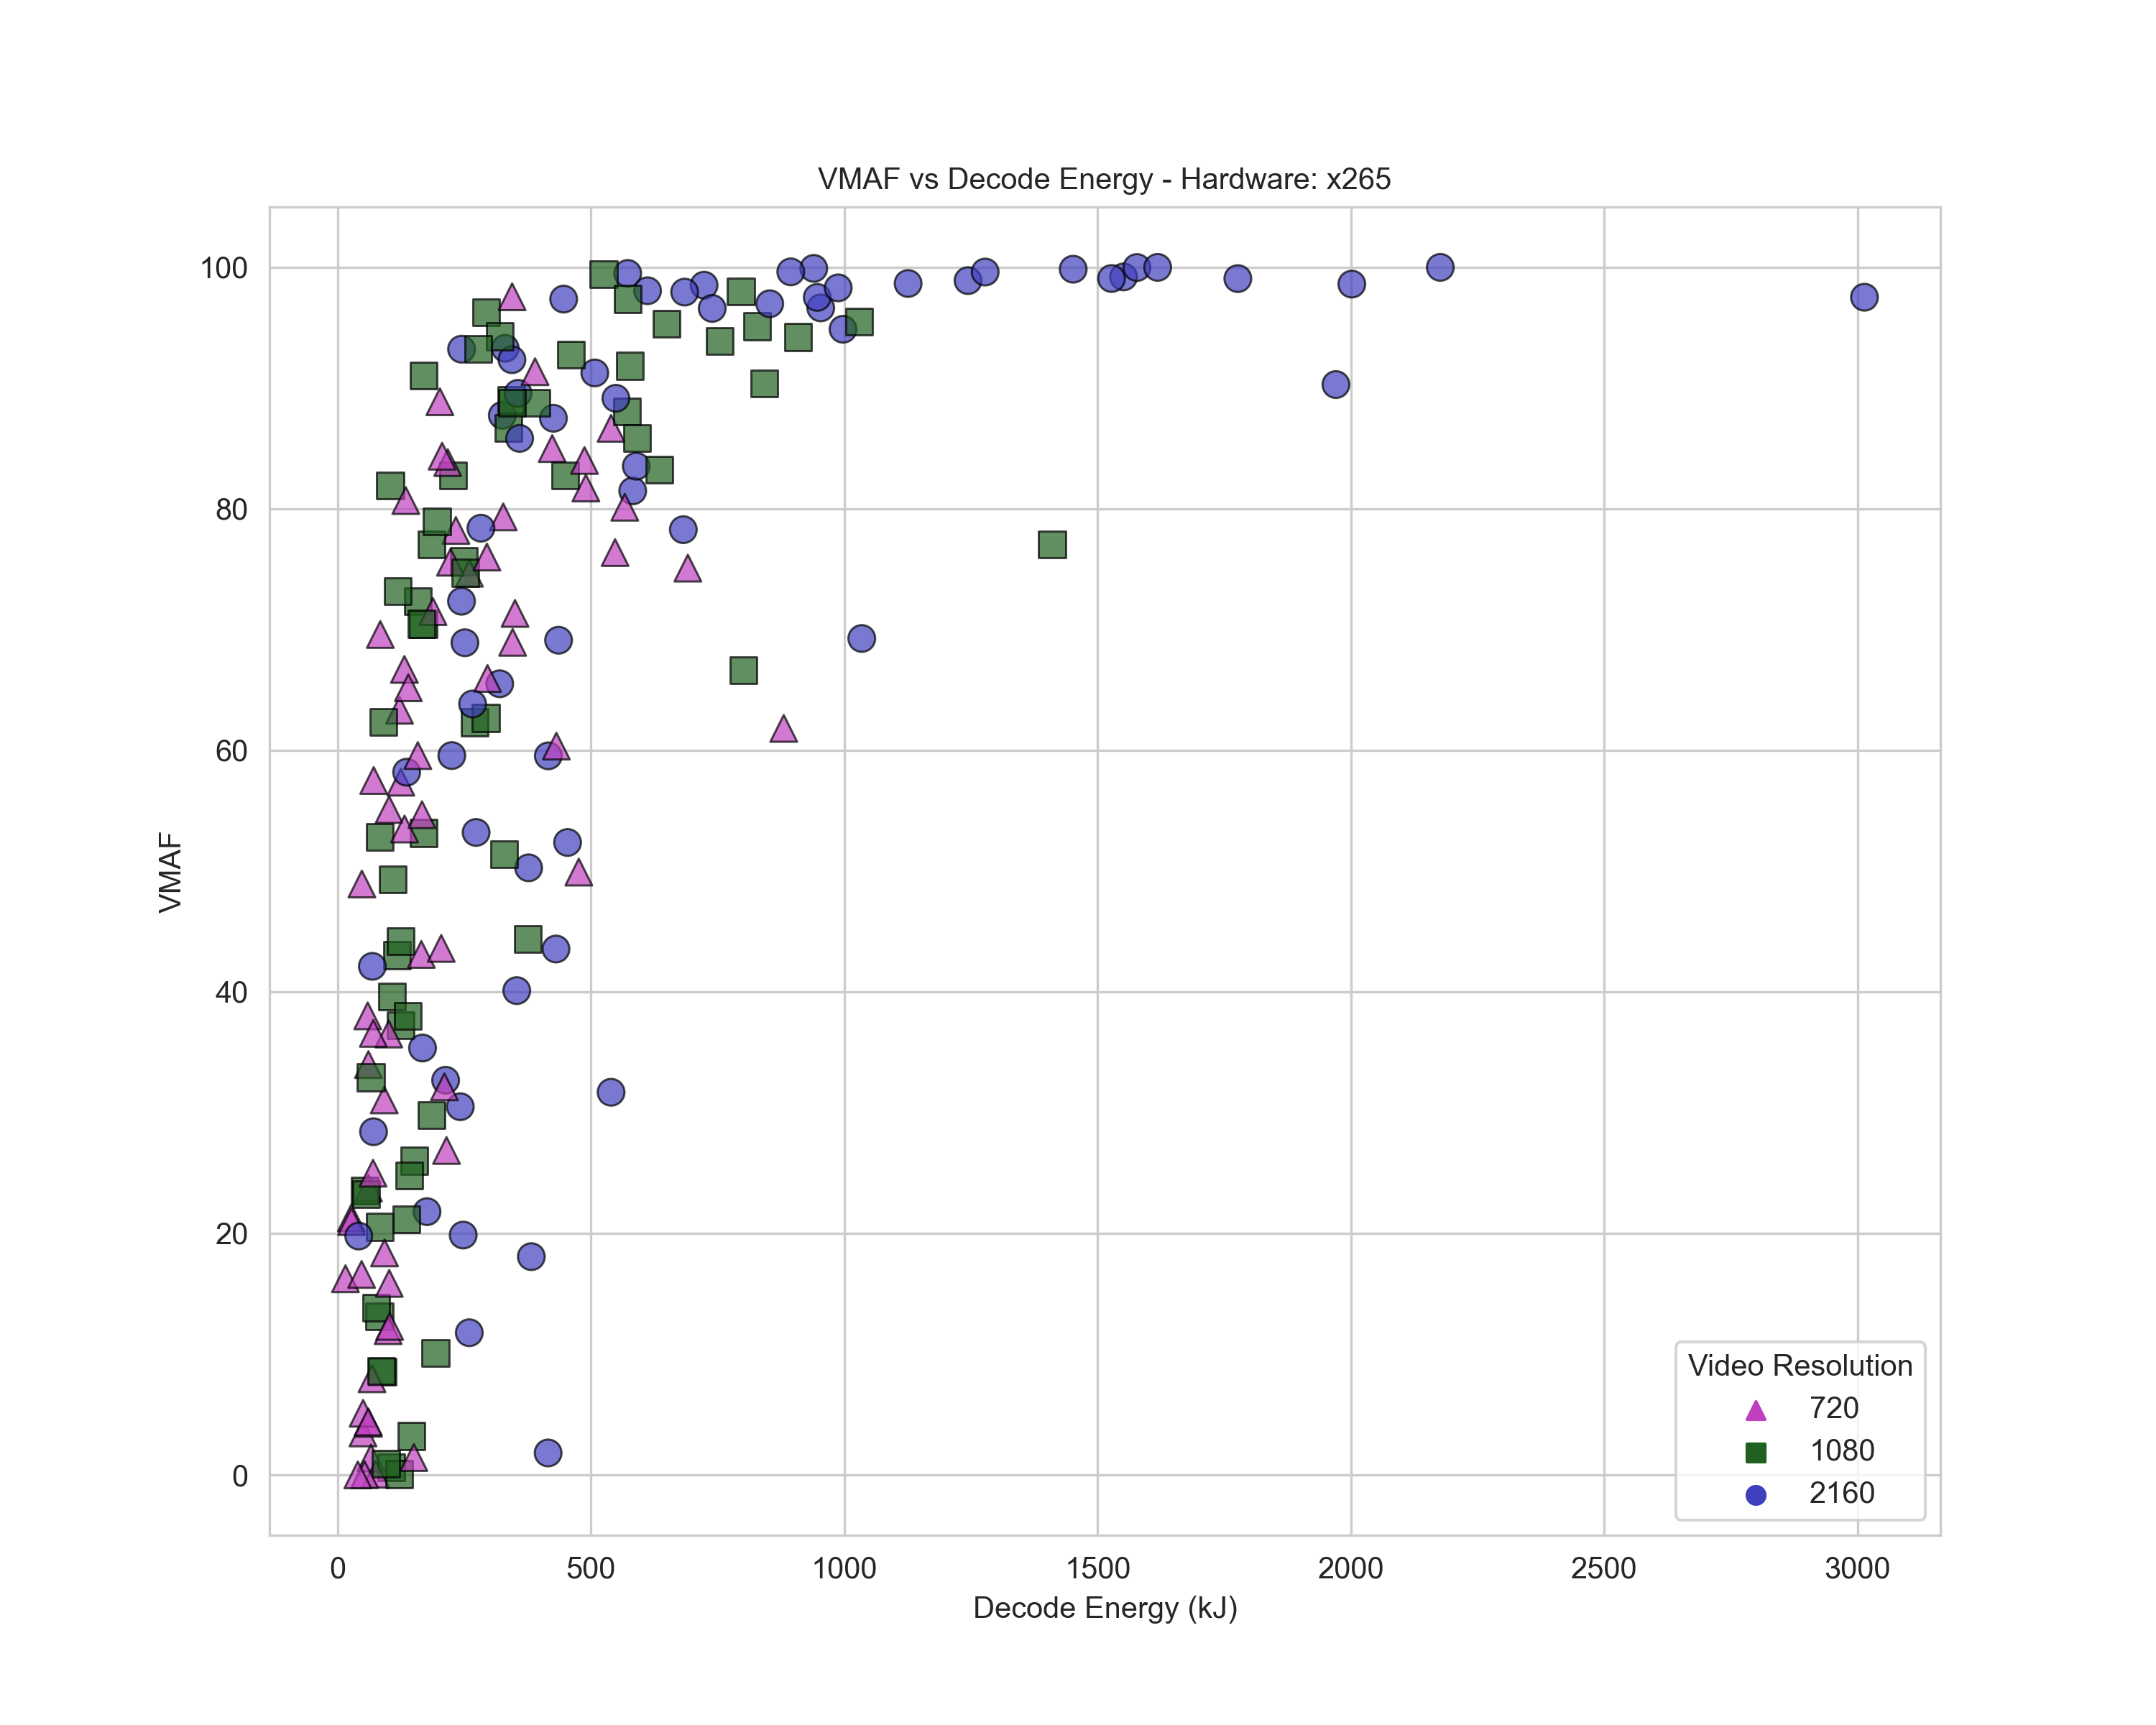 VMAF vs Decode Energy - Hardware: x265
100
80
60
40
20
0
VMAF
0 500 1000 1500 2000 2500 3000
Decode Energy (kJ)
Video Resolution
720
1080
2160